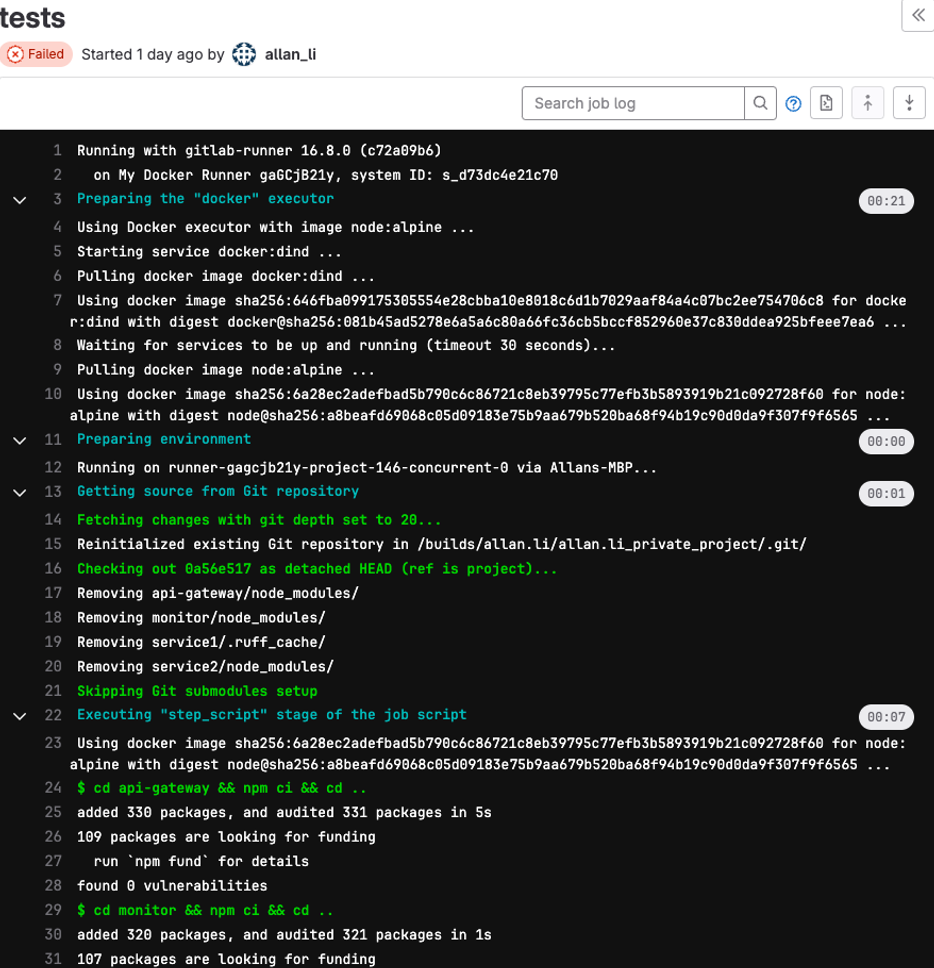 tests
Failed Started 1 day ago by allan_li
Search job log
1 Running with gitlab-runner 16.8.0 (c72a09b6)
2 on My Docker Runner gaGCjB21y, system ID: s_d73dc4e21c70
3 Preparing the "docker" executor 00:21
4 Using Docker executor with image node:alpine ...
5 Starting service docker:dind ...
6 Pulling docker image docker:dind ...
7 Using docker image sha256:646fba099175305554e28cbba10e8018c6d1b7029aaf84a4c07bc2ee754706c8 for docke
r:dind with digest docker@sha256:081b45ad5278e6a5a6c80a66fc36cb5bccf852960e37c830ddea925bfeee7ea6 ...
8 Waiting for services to be up and running (timeout 30 seconds)...
9 Pulling docker image node:alpine ...
10 Using docker image sha256:6a28ec2adefbad5b790c6c86721c8eb39795c77efb3b5893919b21c092728f60 for node:
alpine with digest node@sha256:a8beafd69068c05d09183e75b9aa679b520ba68f94b19c90d0da9f307f9f6565 ...
11 Preparing environment 00:00
12 Running on runner-gagcjb21y-project-146-concurrent-0 via Allans-MBP...
13 Getting source from Git repository 00:01
14 Fetching changes with git depth set to 20...
15 Reinitialized existing Git repository in /builds/allan.li/allan.li_private_project/.git/
16 Checking out 0a56e517 as detached HEAD (ref is project)...
17 Removing api-gateway/node_modules/
18 Removing monitor/node_modules/
19 Removing service1/.ruff_cache/
20 Removing service2/node_modules/
21 Skipping Git submodules setup
22 Executing "step_script" stage of the job script 00:07
23 Using docker image sha256:6a28ec2adefbad5b790c6c86721c8eb39795c77efb3b5893919b21c092728f60 for node:
alpine with digest node@sha256:a8beafd69068c05d09183e75b9aa679b520ba68f94b19c90d0da9f307f9f6565 ...
24 $ cd api-gateway && npm ci && cd ..
25 added 330 packages, and audited 331 packages in 5s
26 109 packages are looking for funding
27 run `npm fund` for details
28 found 0 vulnerabilities
29 $ cd monitor && npm ci && cd ..
30 added 320 packages, and audited 321 packages in 1s
31 107 packages are looking for funding